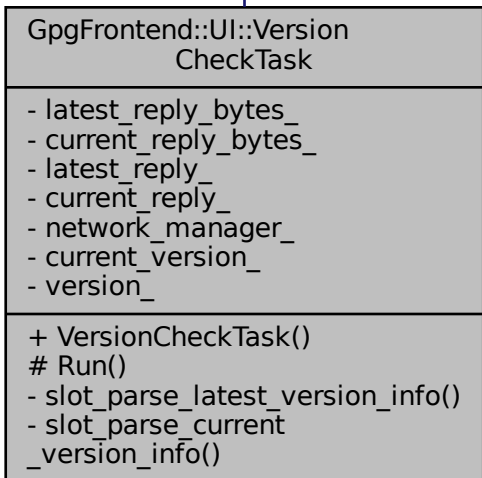 GpgFrontend::UI::Version
CheckTask
- latest_reply_bytes_
- current_reply_bytes_
- latest_reply_
- current_reply_
- network_manager_
- current_version_
- version_
+ VersionCheckTask()
# Run()
- slot_parse_latest_version_info()
- slot_parse_current
_version_info()